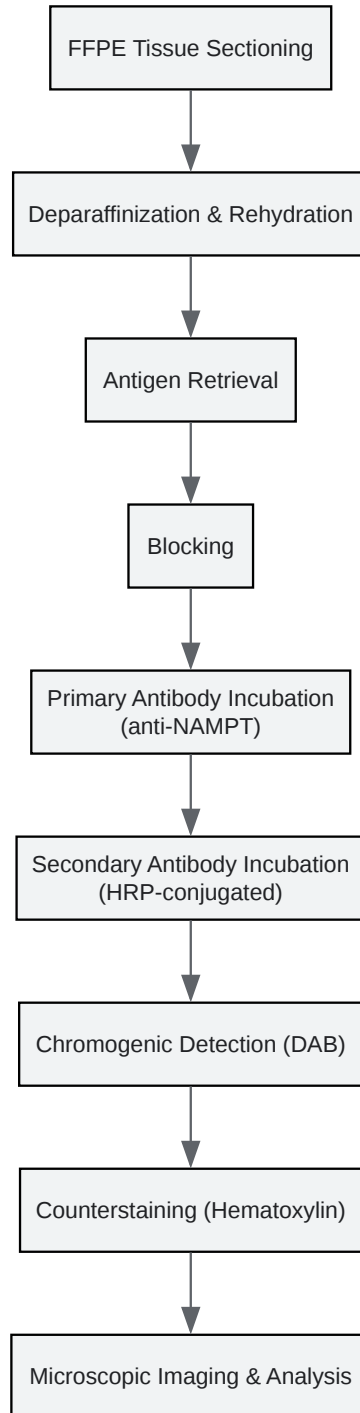 FFPE Tissue Sectioning
Deparaffinization & Rehydration
Antigen Retrieval
Blocking
Primary Antibody Incubation
(anti-NAMPT)
Secondary Antibody Incubation
(HRP-conjugated)
Chromogenic Detection (DAB)
Counterstaining (Hematoxylin)
Microscopic Imaging & Analysis